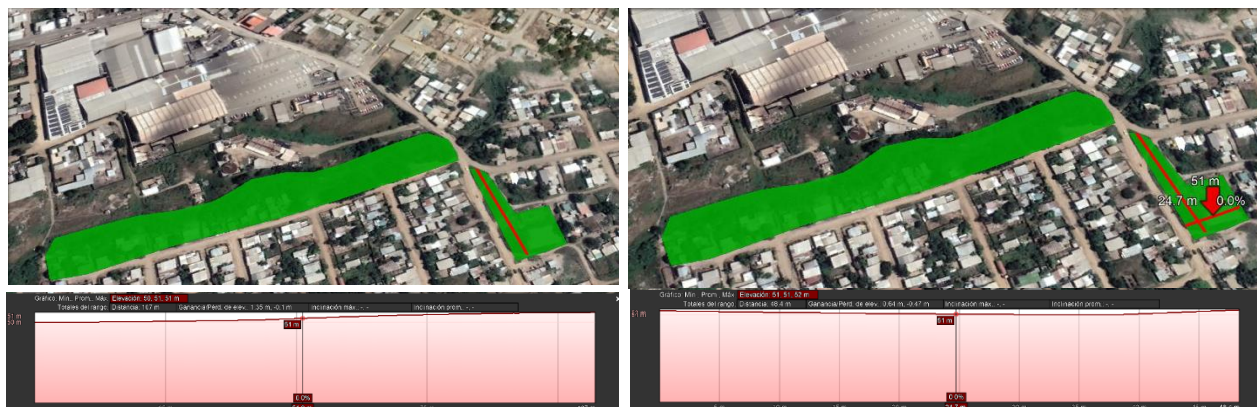 51 m
24.7 m 0.0%
Gráfico: Mín., Prom., Máx. Elevación: 50, 51, 51 m
Totales del rango: Distancia: 107 m Ganancia/Pérd. de elev.: 1.35 m, -0.1 m Inclinación máx.: -, - Inclinación prom.: -, -
51 m
50 m
51 m
0.0%
Gráfico: Mín., Prom., Máx. Elevación: 51, 51, 52 m
Totales del rango: Distancia: 48.4 m Ganancia/Pérd. de elev.: 0.64 m, -0.47 m Inclinación máx.: -, - Inclinación prom.: -, -
51 m
51 m
0.0%
24.7 m